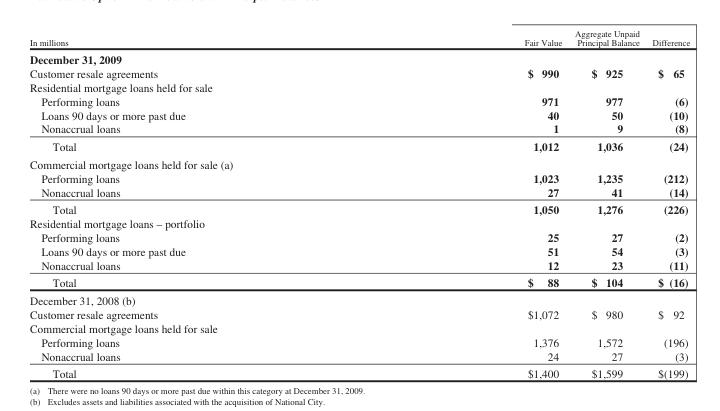 In millions Fair Value Aggregate Unpaid Principal Balance Difference
December 31, 2009
Customer resale agreements $ 990 $ 925 $ 65
Residential mortgage loans held for sale
Performing loans 971 977 (6)
Loans 90 days or more past due 40 50 (10)
Nonaccrual loans 1 9 (8)
Total 1,012 1,036 (24)
Commercial mortgage loans held for sale (a)
Performing loans 1,023 1,235 (212)
Nonaccrual loans 27 41 (14)
Total 1,050 1,276 (226)
Residential mortgage loans – portfolio
Performing loans 25 27 (2)
Loans 90 days or more past due 51 54 (3)
Nonaccrual loans 12 23 (11)
Total $ 88 $ 104 $ (16)
December 31, 2008 (b)
Customer resale agreements $1,072 $ 980 $ 92
Commercial mortgage loans held for sale
Performing loans 1,376 1,572 (196)
Nonaccrual loans 24 27 (3)
Total $1,400 $1,599 $(199)
(a) There were no loans 90 days or more past due within this category at December 31, 2009.
(b) Excludes assets and liabilities associated with the acquisition of National City.